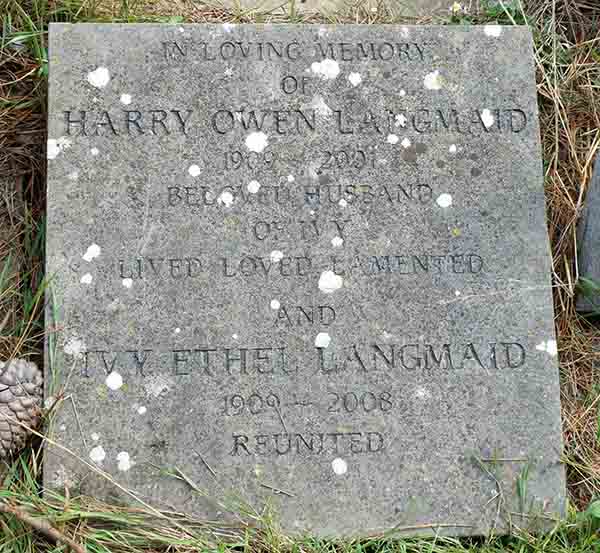 IN LOVING MEMORY
OF
HARRY OWEN LANGMAID
1909 – 2001
BELOVED HUSBAND
OF IVY
LIVED LOVED LAMENTED
AND
IVY ETHEL LANGMAID
1909 – 2008
REUNITED